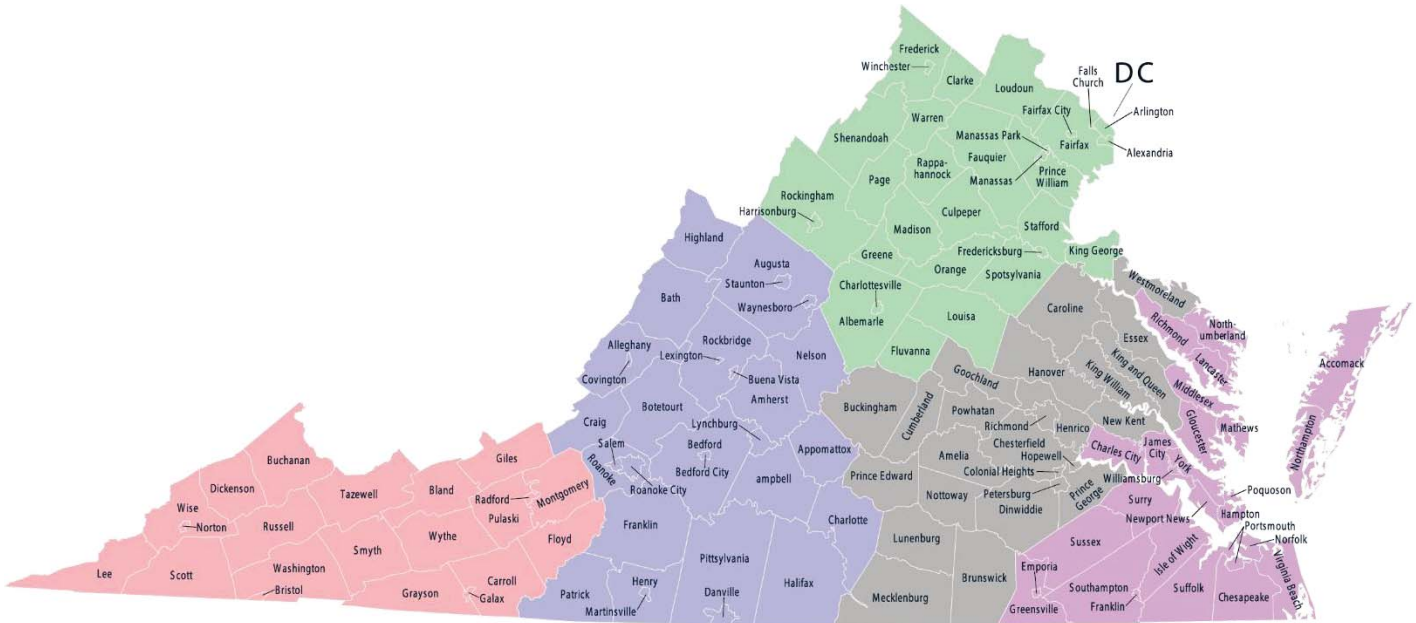 Frederick
Winchester
Clarke
Loudoun
Falls
Church
DC
Arlington
Fairfax City
Warren
Shenandoah
Manassas Park
Fairfax
Alexandria
Fauquier
Rappa-
hannock
Page
Manassas
Prince
William
Rockingham
Harrisonburg
Culpeper
Madison
Stafford
Highland
Greene
Fredericksburg
King George
Augusta
Orange
Spotsylvania
Staunton
Charlottesville
Westmoreland
Bath
Waynesboro
Caroline
Albemarle
Louisa
Richmond
North-
umberland
Essex
Rockbridge
Alleghany
Lexington
Nelson
Fluvanna
Lancaster
Accomack
King and Queen
King William
Hanover
Goochland
Covington
Buena Vista
Amherst
Middlesex
Botetourt
Buckingham
Cumberland
Powhatan
Craig
Lynchburg
Richmond
Henrico
New Kent
Gloucester
Mathews
Northampton
Salem
Bedford
Appomattox
Chesterfield
James
City
Charles City
York
Amelia
Hopewell
Buchanan
Giles
Roanoke
Bedford City
Roanoke City
ampbell
Prince Edward
Colonial Heights
Williamsburg
Dickenson
Tazewell
Bland
Radford
Montgomery
Nottoway
Petersburg
Prince
George
Poquoson
Wise
Norton
Russell
Pulaski
Dinwiddie
Surry
Hampton
Newport News
Franklin
Charlotte
Portsmouth
Smyth
Wythe
Floyd
Lunenburg
Sussex
Isle of Wight
Norfolk
Lee
Scott
Washington
Pittsylvania
Bristol
Grayson
Carroll
Galax
Patrick
Henry
Martinsville
Danville
Halifax
Mecklenburg
Brunswick
Emporia
Greensville
Southampton
Franklin
Suffolk
Chesapeake
Virginia Beach